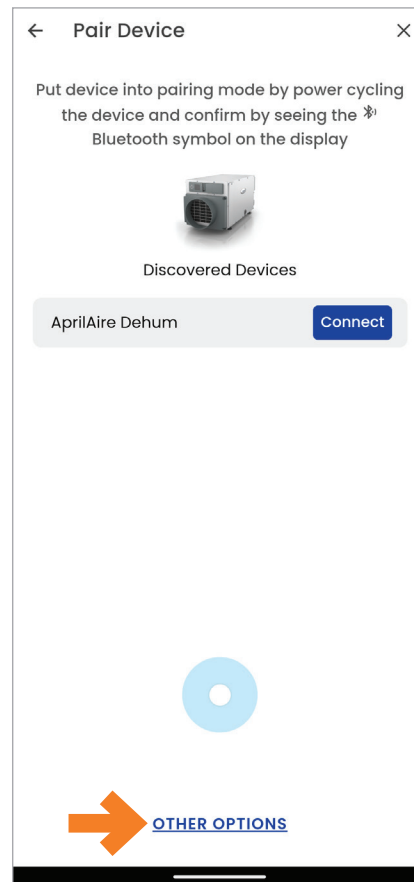 Pair Device
Put device into pairing mode by power cycling
the device and confirm by seeing the
Bluetooth symbol on the display
Discovered Devices
AprilAire Dehum
Connect
OTHER OPTIONS